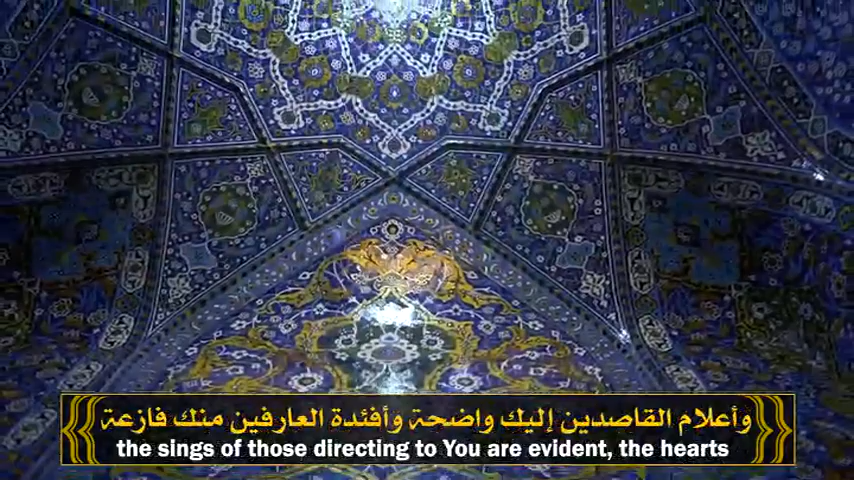 وأعلام القاصدين إليك واضحة وأفئدة العارفين منك فازعة
the sings of those directing to You are evident, the hearts